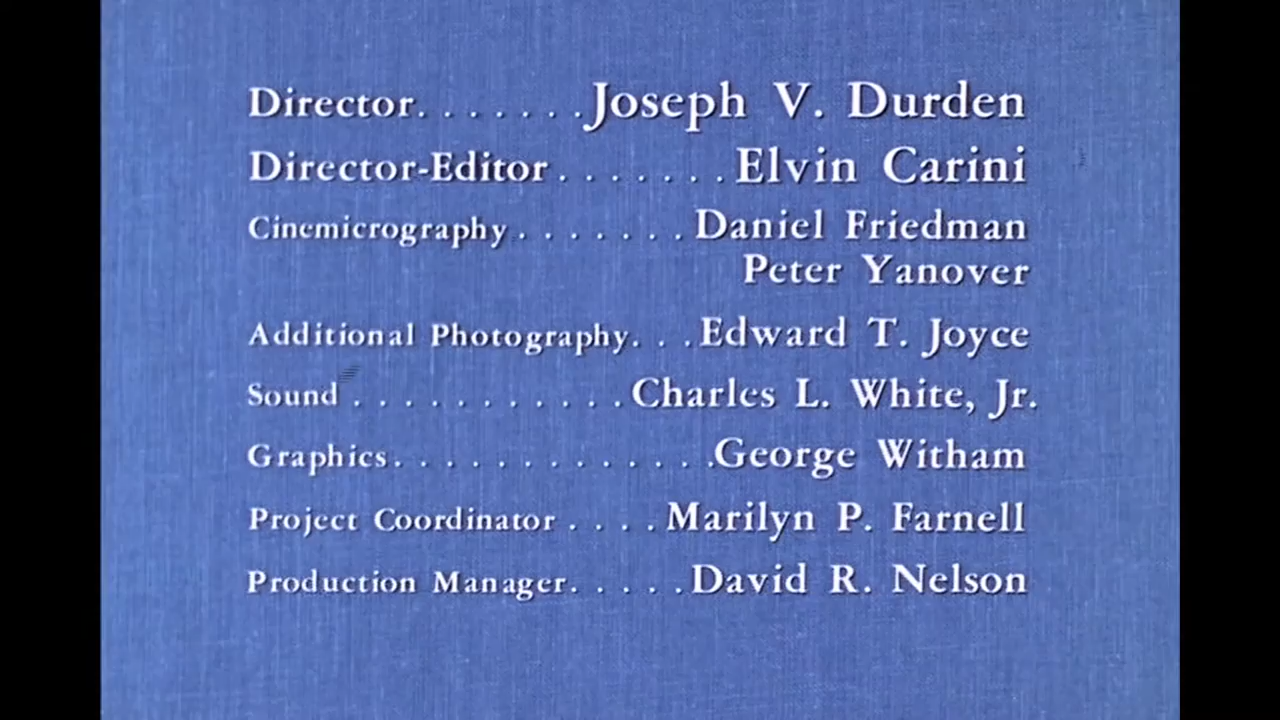 Director. . . . . . .Joseph V. Durden
Director-Editor . . . . . . . Elvin Carini
Cinemicrography . . . . . . . Daniel Friedman
Peter Yanover
Additional Photography. . .Edward T. Joyce
Sound . . . . . . . . . . .Charles L. White, Jr.
Graphics. . . . . . . . . . . . .George Witham
Project Coordinator . . . . Marilyn P. Farnell
Production Manager. . . . .David R. Nelson